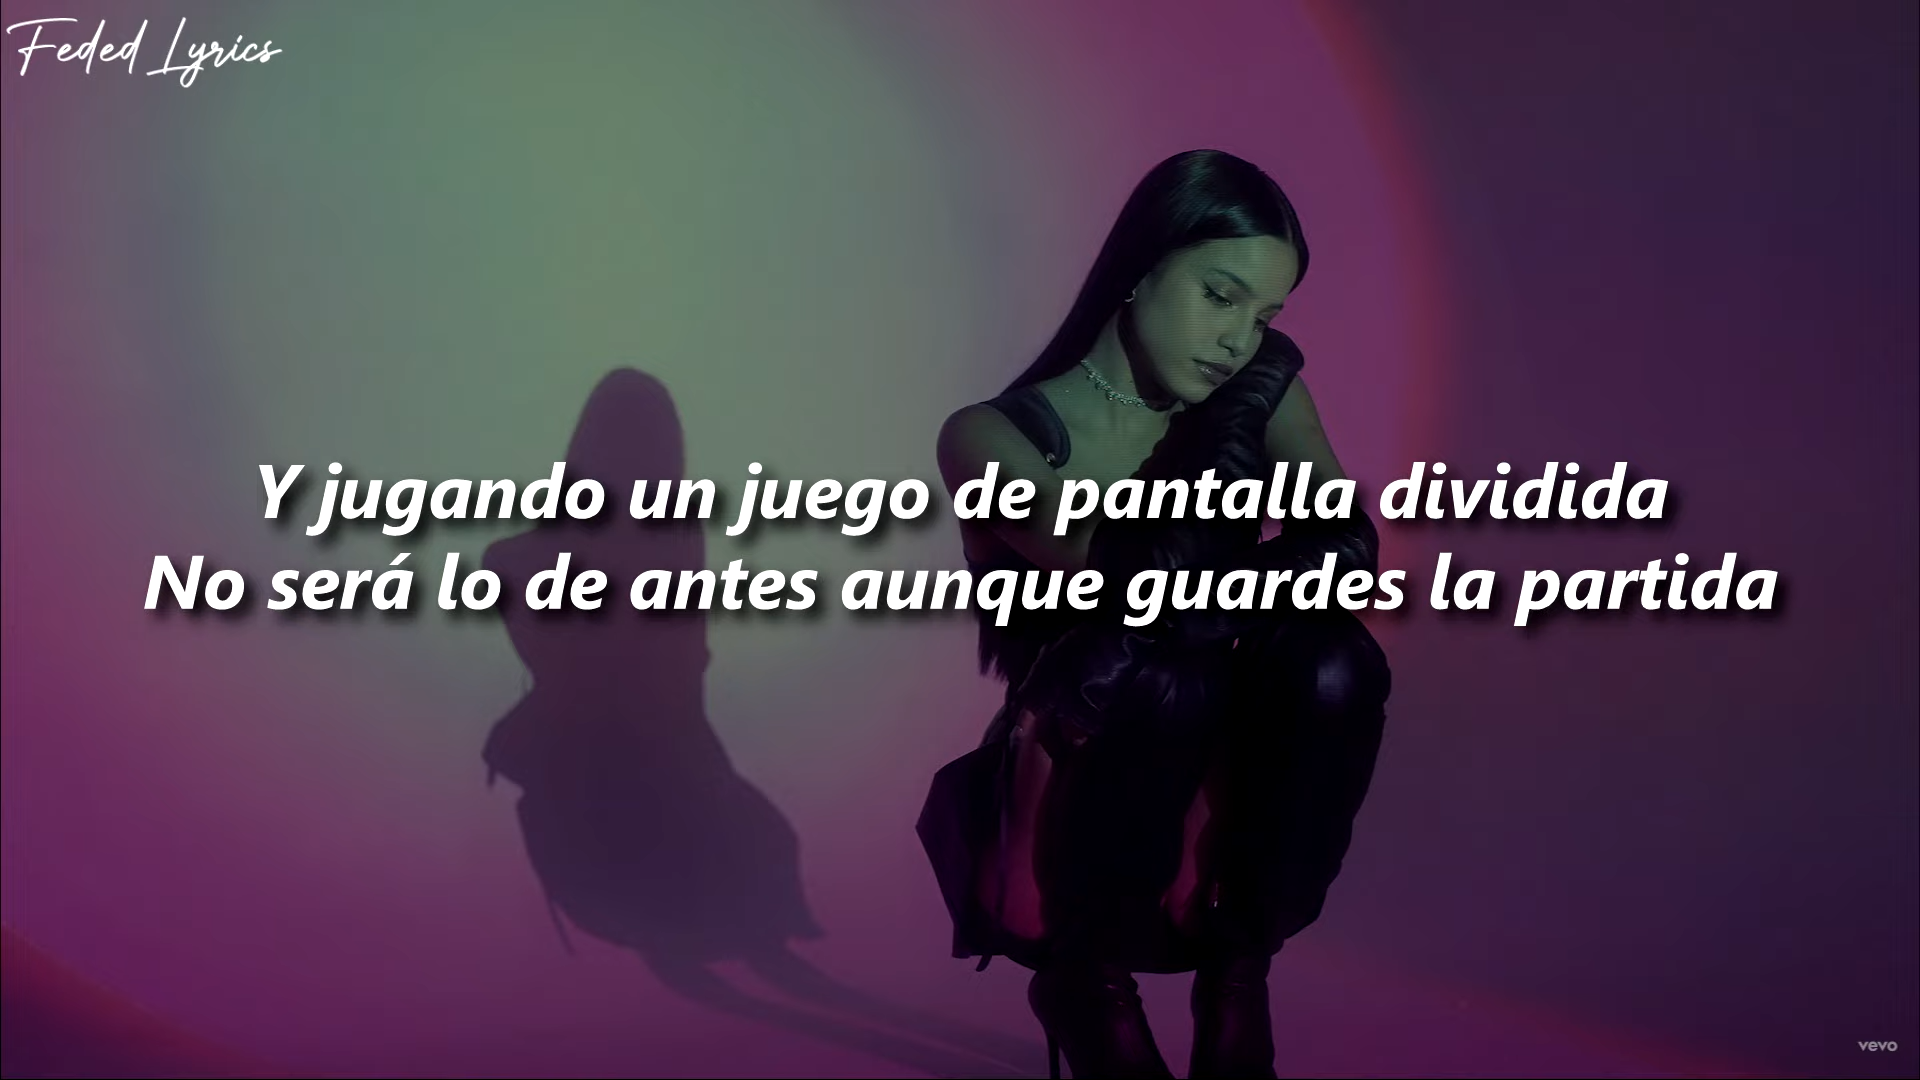 Feded Lyrics
Y jugando un juego de pantalla dividida
No será lo de antes aunque guardes la partida
vevo